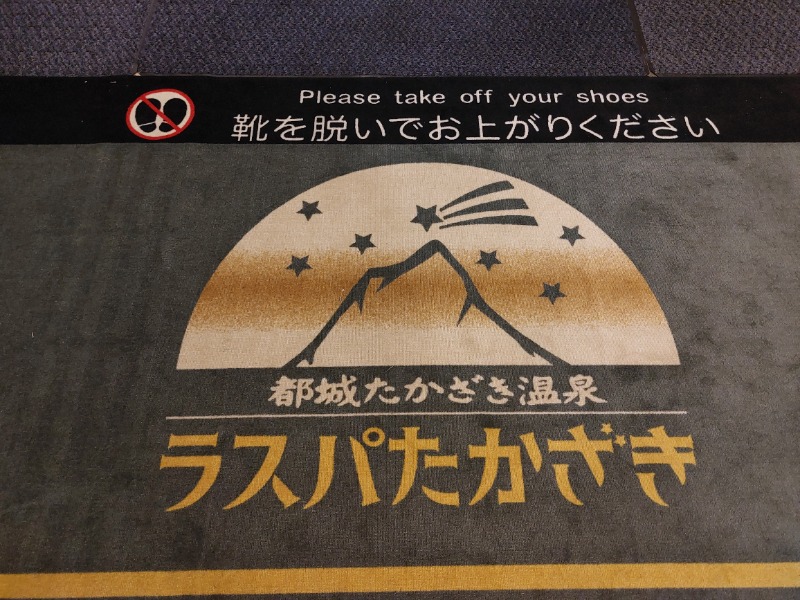 Please take off your shoes
靴を脱いでお上がりください
都城たかざき温泉
ラスパたかざき